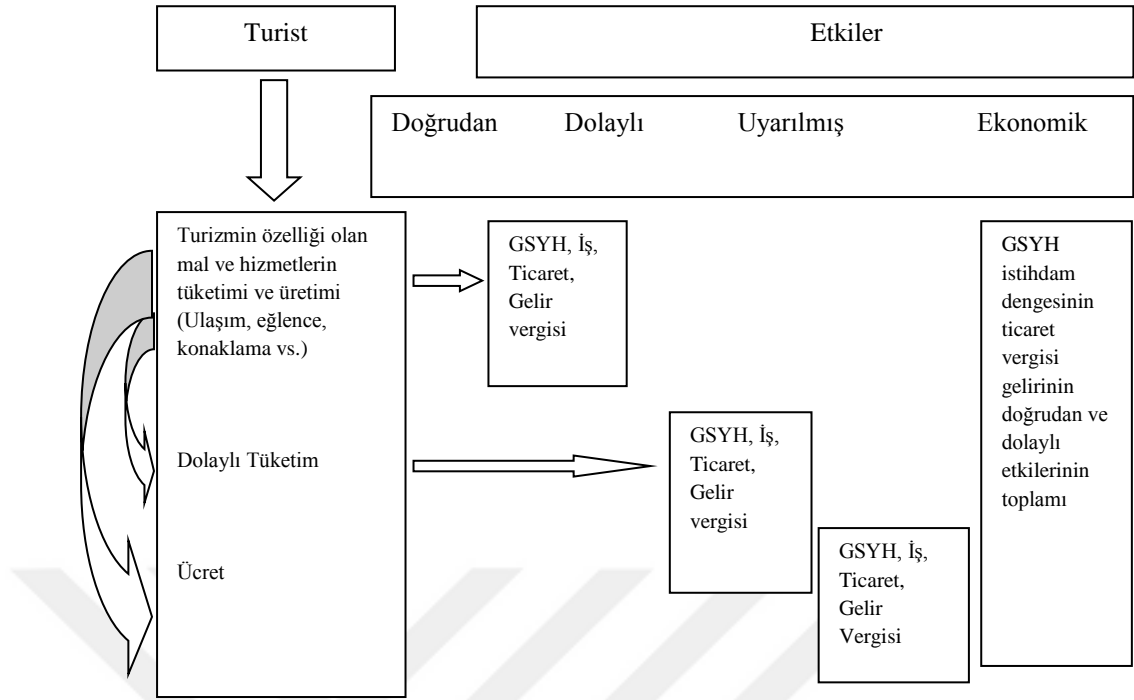 Turist
Etkiler
Doğrudan Dolaylı Uyarılmış Ekonomik
Turizmin özelliği olan
mal ve hizmetlerin
tüketimi ve üretimi
(Ulaşım, eğlence,
konaklama vs.)
Dolaylı Tüketim
Ücret
GSYH, İş,
Ticaret,
Gelir
vergisi
GSYH, İş,
Ticaret,
Gelir
vergisi
GSYH, İş,
Ticaret,
Gelir
Vergisi
GSYH
istihdam
dengesinin
ticaret
vergisi
gelirinin
doğrudan ve
dolaylı
etkilerinin
toplamı